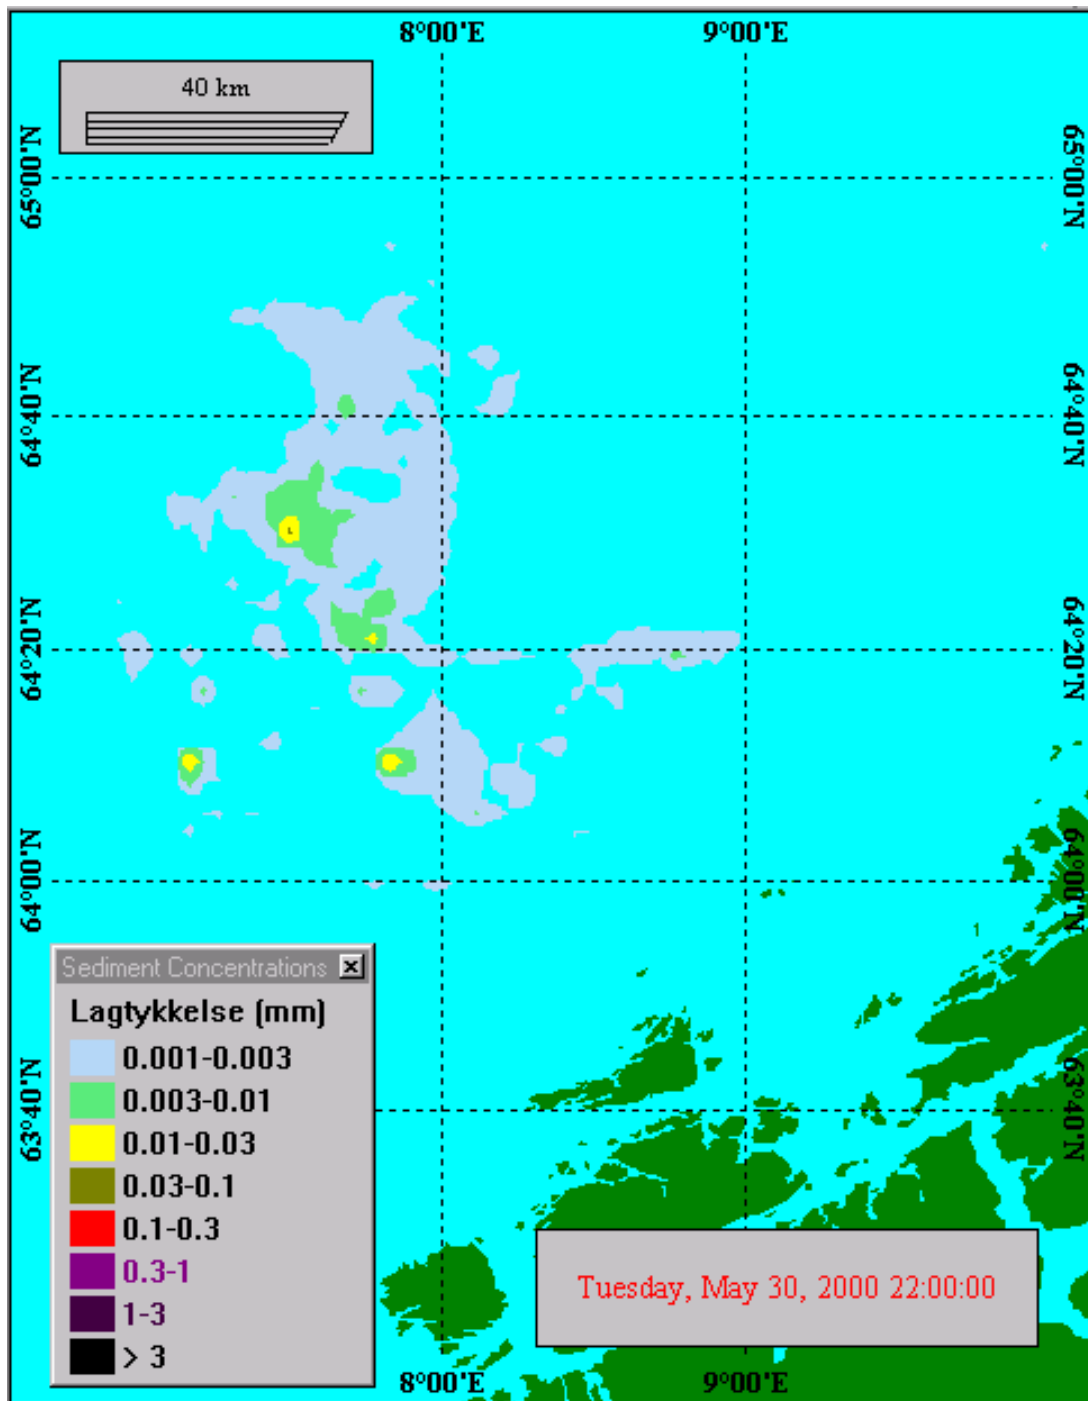 8°00'E 9°00'E
40 km
65°00'N 65°00'N
64°40'N 64°40'N
64°20'N 64°20'N
64°00'N 64°00'N
Sediment Concentrations
Lagtykkelse (mm)
0.001-0.003
0.003-0.01
63°40'N 63°40'N
0.01-0.03
0.03-0.1
0.1-0.3
0.3-1
Tuesday, May 30, 2000 22:00:00
1-3
> 3
8°00'E 9°00'E